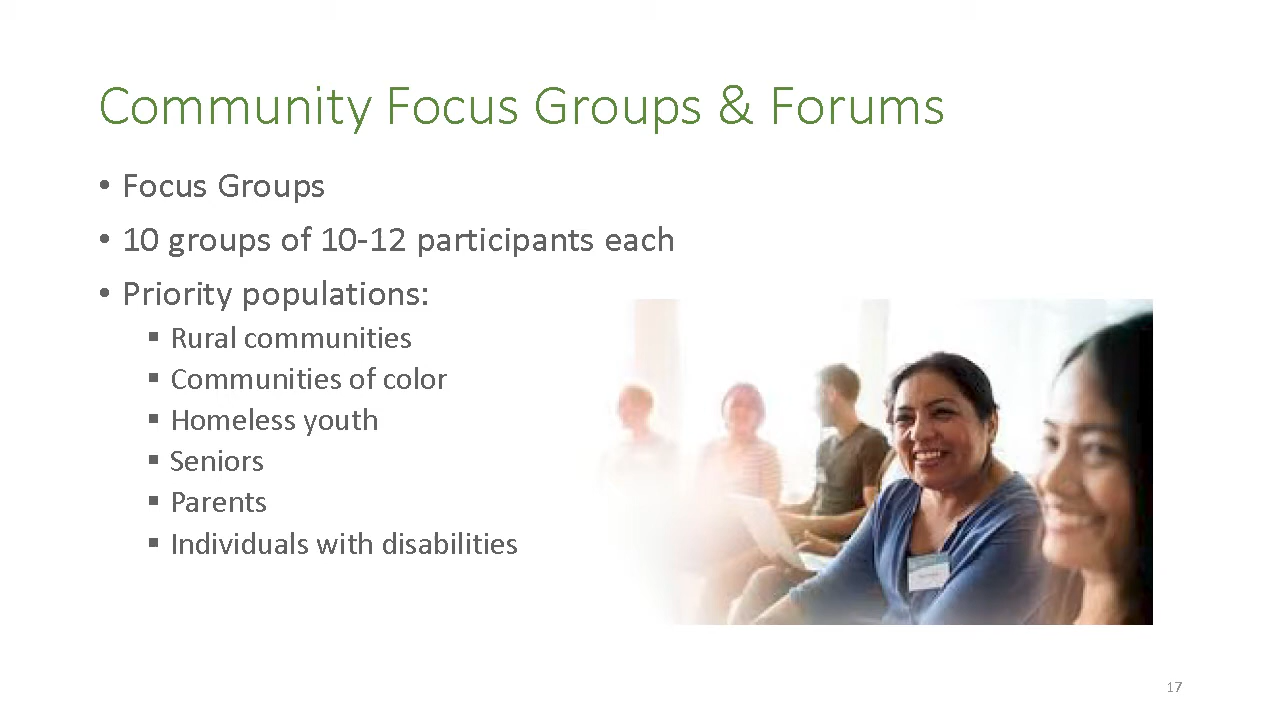 Community Focus Groups & Forums
• Focus Groups
• 10 groups of 10-12 participants each
• Priority populations:
▪ Rural communities
▪ Communities of color
▪ Homeless youth
▪ Seniors
▪ Parents
▪ Individuals with disabilities
17